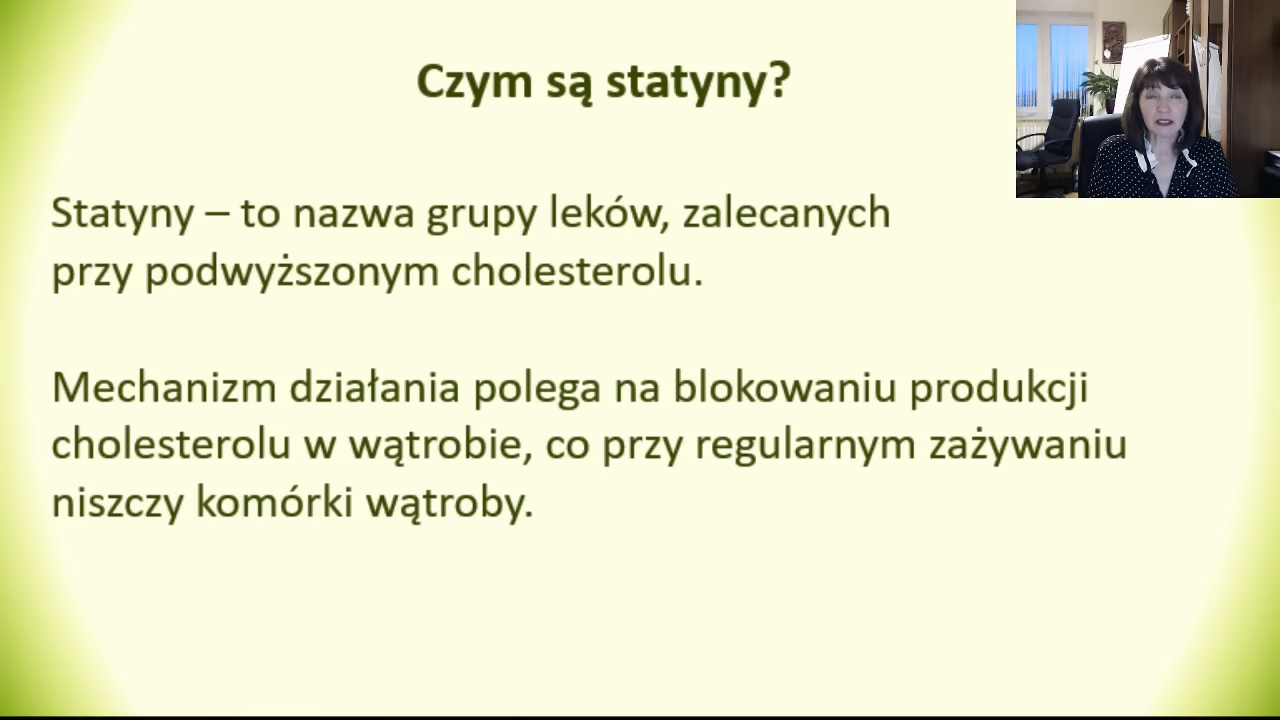 Czym są statyny?
Statyny – to nazwa grupy leków, zalecanych
przy podwyższonym cholesterolu.
Mechanizm działania polega na blokowaniu produkcji
cholesterolu w wątrobie, co przy regularnym zażywaniu
niszczy komórki wątroby.